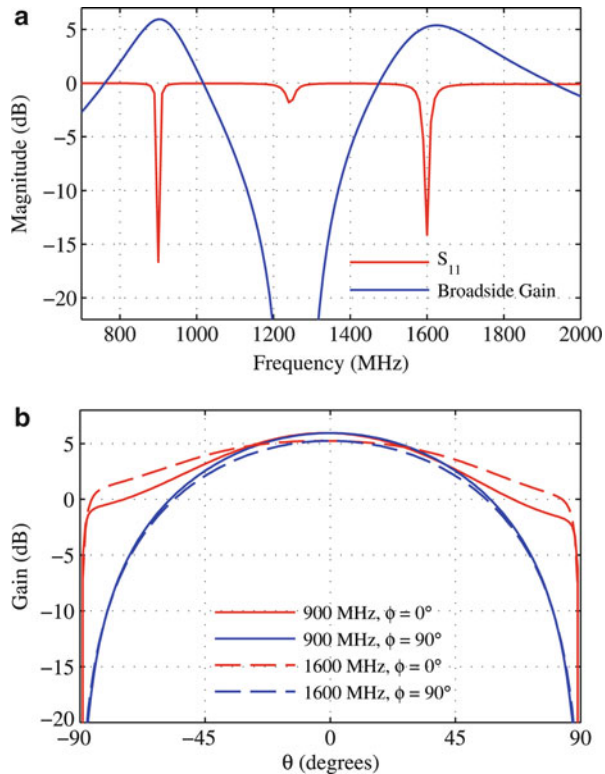 a
5
0
−5
−10
−15
−20
Magnitude (dB)
S11
Broadside Gain
800 1000 1200 1400 1600 1800 2000
Frequency (MHz)
b
5
0
−5
−10
−15
−20
Gain (dB)
900 MHz, ϕ = 0°
900 MHz, ϕ = 90°
1600 MHz, ϕ = 0°
1600 MHz, ϕ = 90°
−90 −45 0 45 90
θ (degrees)